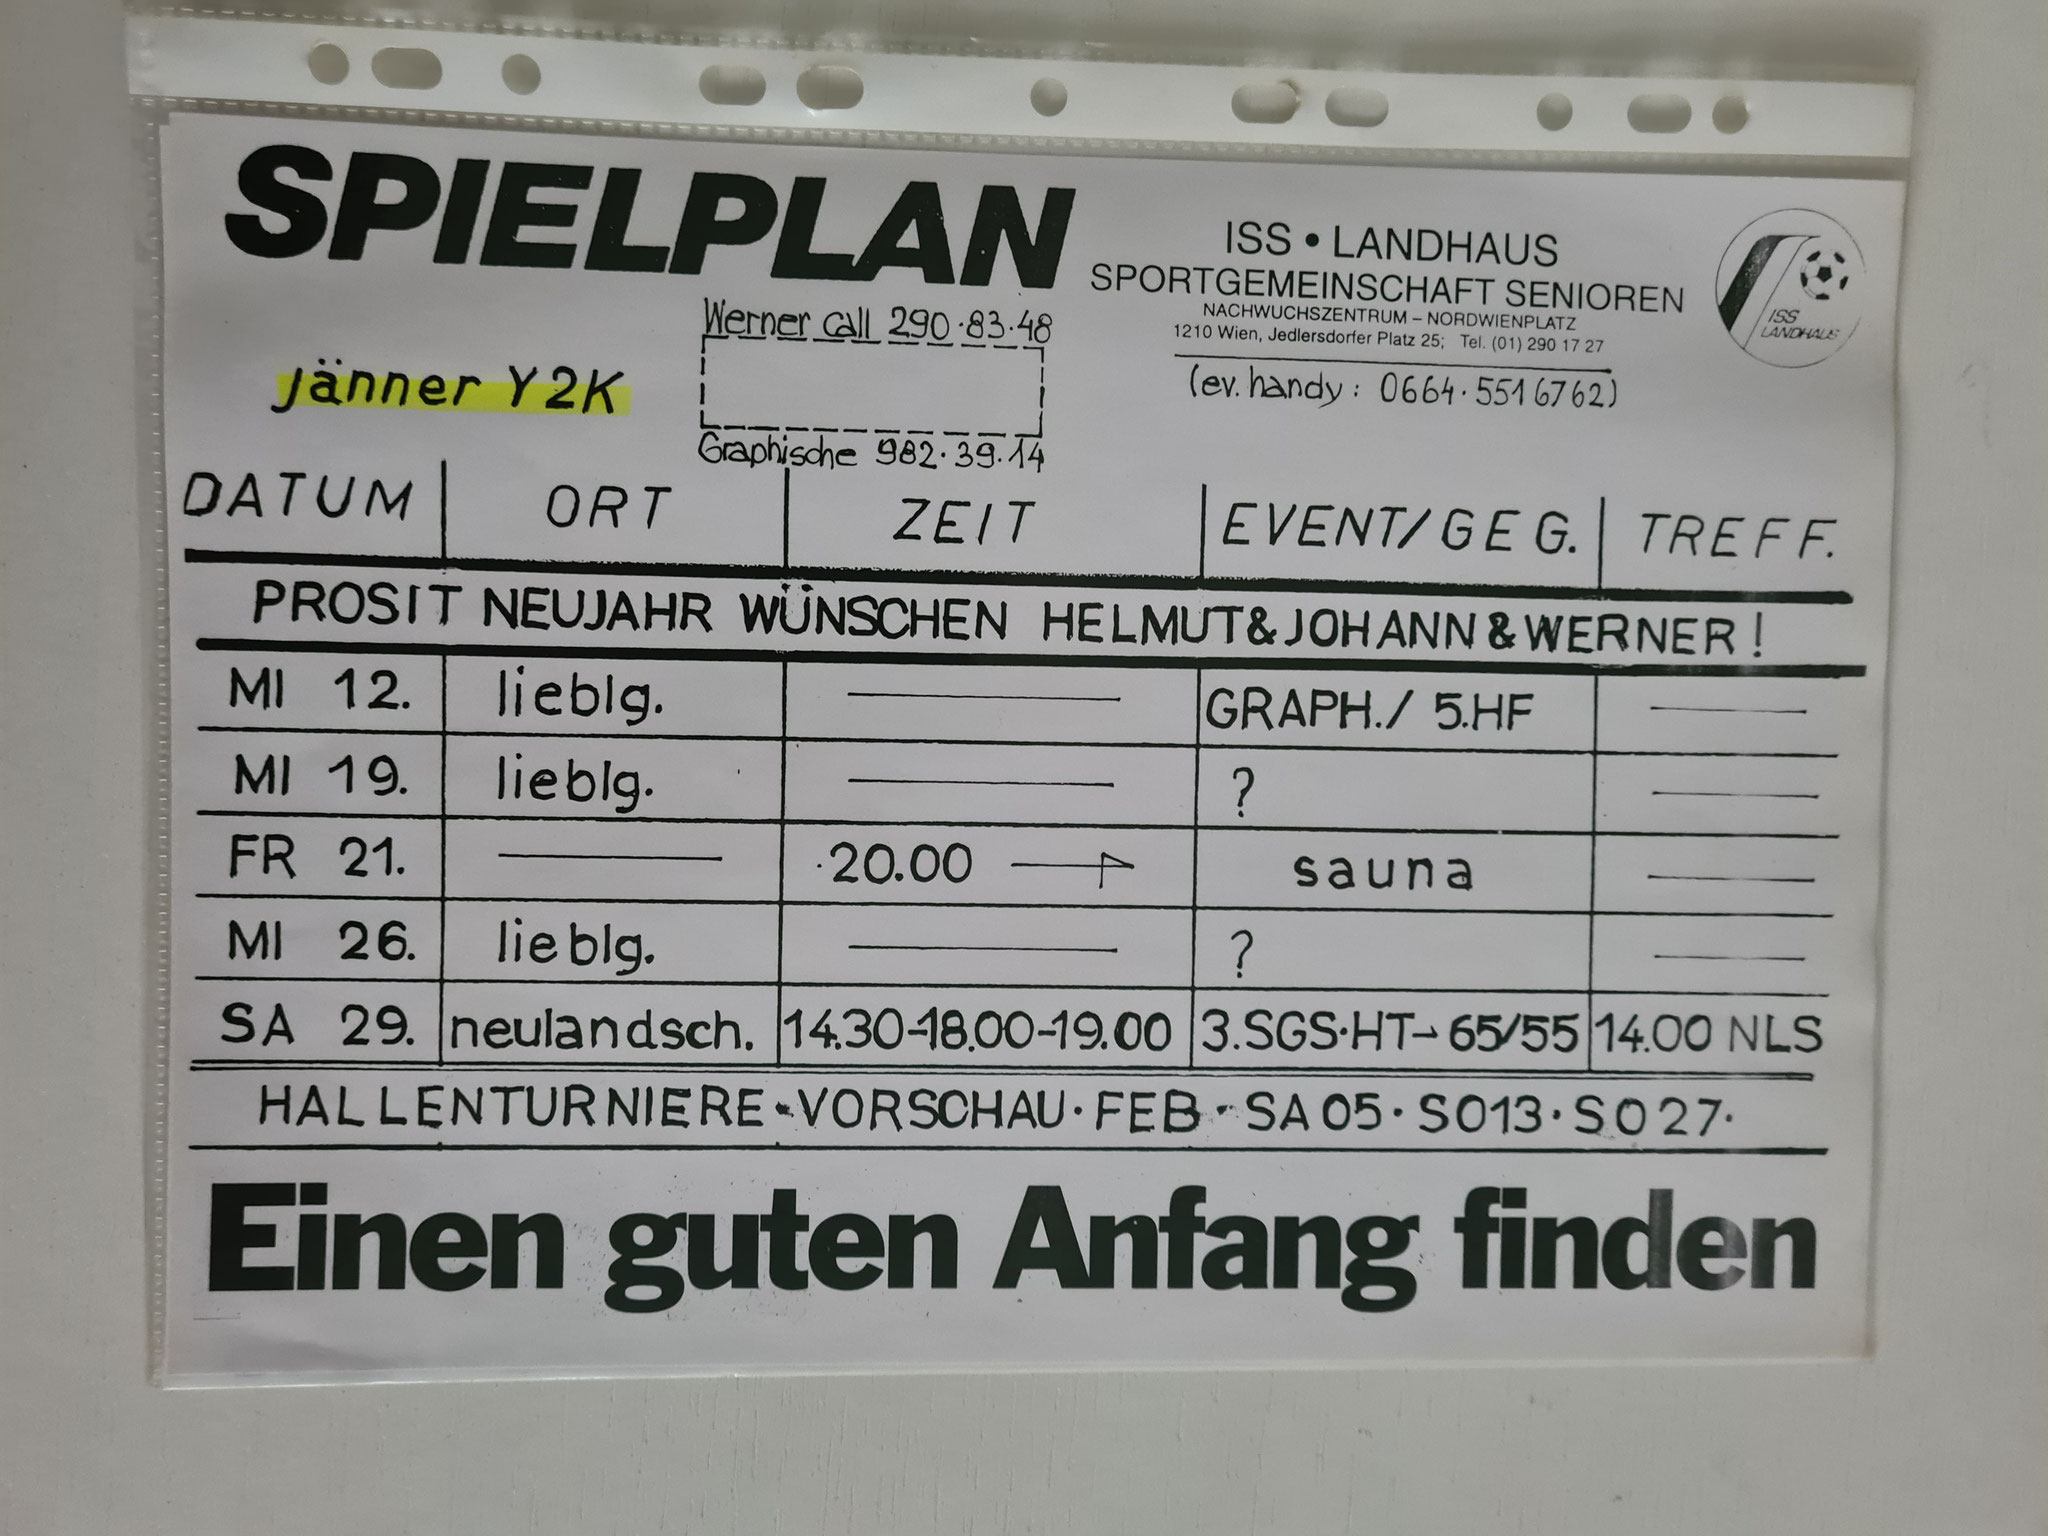 SPIELPLAN
ISS • LANDHAUS
SPORTGEMEINSCHAFT SENIOREN
NACHWUCHSZENTRUM – NORDWIENPLATZ
1210 Wien, Jedlersdorfer Platz 25; Tel. (01) 290 17 27
(ev. handy: 0664·5516762)
ISS
LANDHAUS
Werner call 290·83·48
jänner Y2K
Graphische 982·39·14
DATUM ORT ZEIT EVENT/GEG. TREFF.
PROSIT NEUJAHR WÜNSCHEN HELMUT&JOHANN&WERNER!
MI 12. lieblg. — GRAPH./ 5.HF —
MI 19. lieblg. — ? —
FR 21. — 20.00 → sauna —
MI 26. lieblg. — ? —
SA 29. neulandsch. 14.30-18.00-19.00 3.SGS·HT→65/55 14.00 NLS
HALLENTURNIERE·VORSCHAU·FEB·SA05·SO13·SO27·
Einen guten Anfang finden